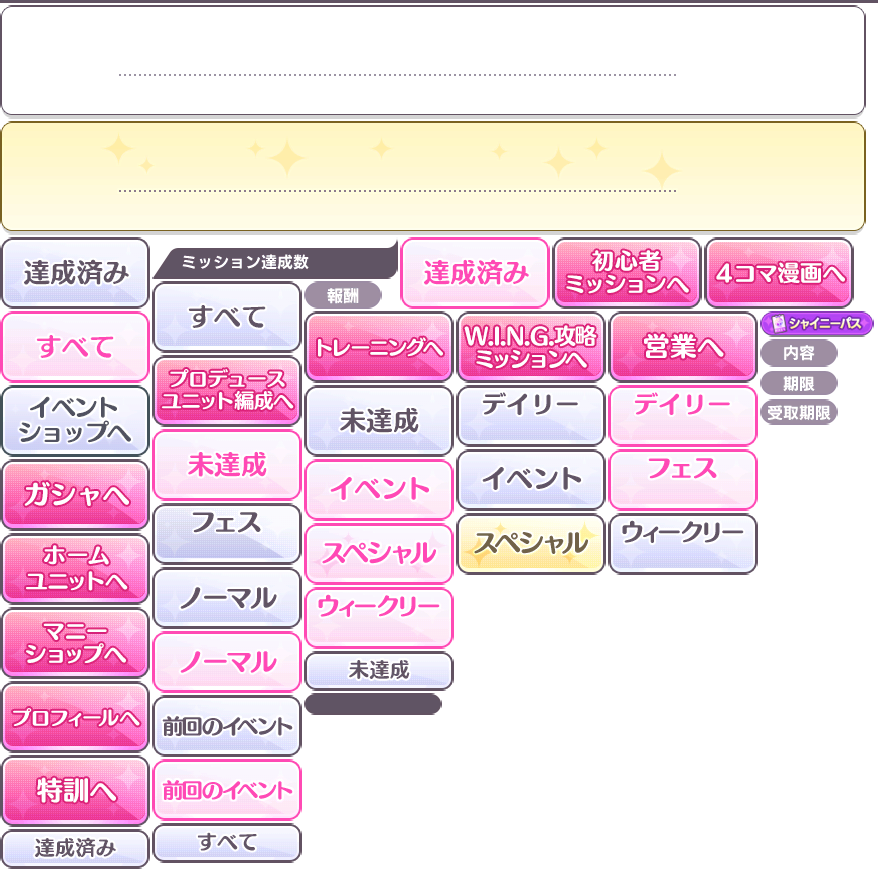 達成済み
ミッション達成数
達成済み
初心者
ミッションへ
4コマ漫画へ
すべて
報酬
すべて
トレーニングへ
W.I.N.G.攻略
ミッションへ
営業へ
シャイニーパス
内容
期限
受取期限
プロデュース
ユニット編成へ
イベント
ショップへ
未達成
デイリー
デイリー
未達成
ガシャへ
イベント
イベント
フェス
フェス
ホーム
ユニットへ
スペシャル
スペシャル
ウィークリー
ノーマル
マニー
ショップへ
ウィークリー
ノーマル
未達成
プロフィールへ
前回のイベント
特訓へ
前回のイベント
達成済み
すべて